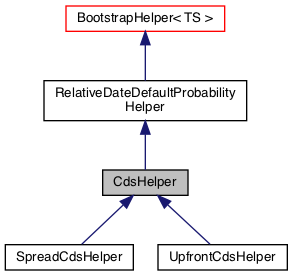 BootstrapHelper< TS >
RelativeDateDefaultProbability
Helper
CdsHelper
SpreadCdsHelper
UpfrontCdsHelper